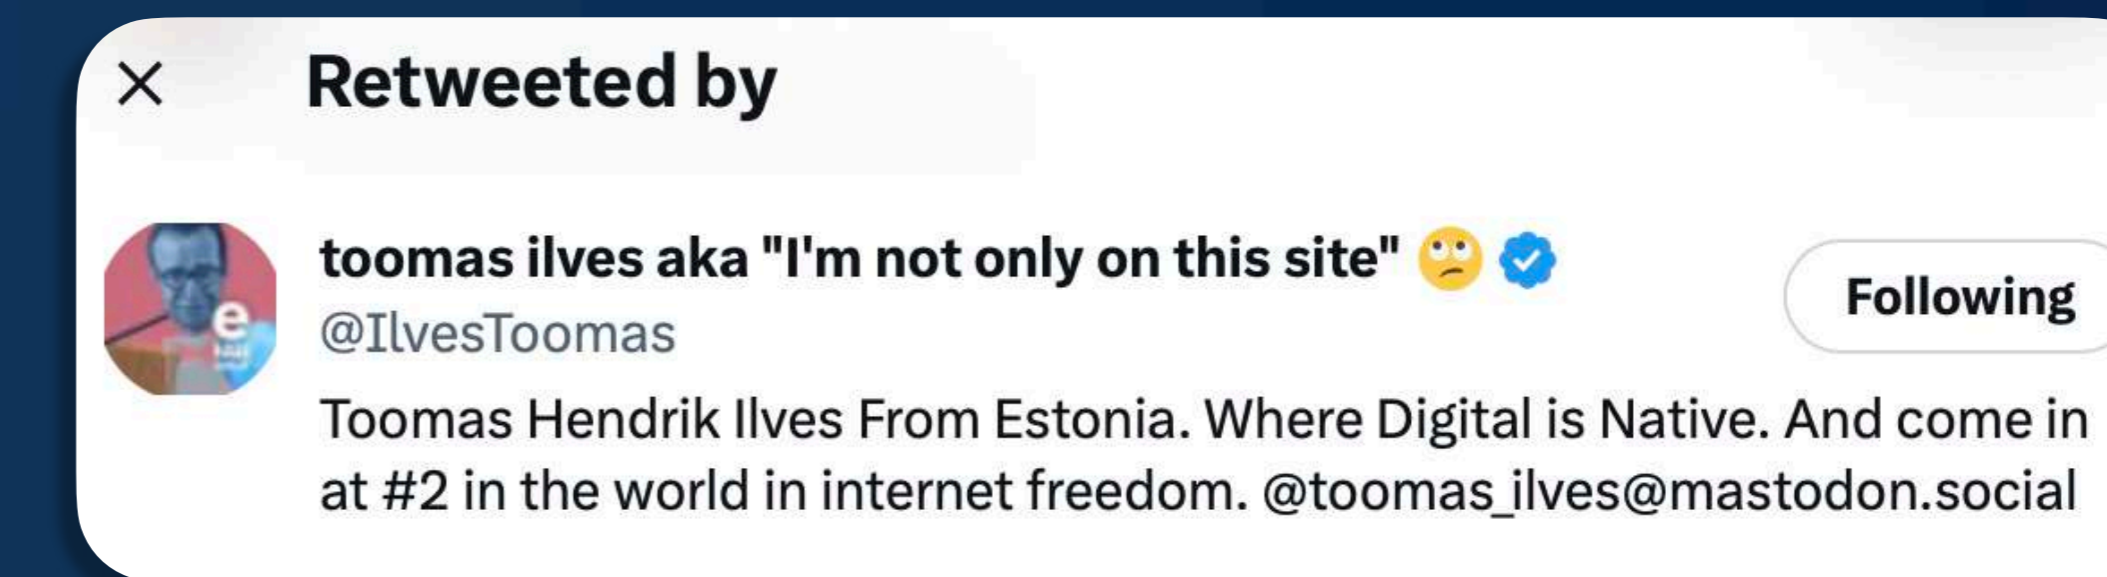 Retweeted by
toomas ilves aka "I'm not only on this site" 🫤
@IlvesToomas
Following
Toomas Hendrik Ilves From Estonia. Where Digital is Native. And come in
at #2 in the world in internet freedom. @toomas_ilves@mastodon.social
e